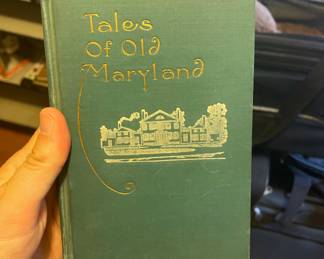 Tales
Of Old
Maryland